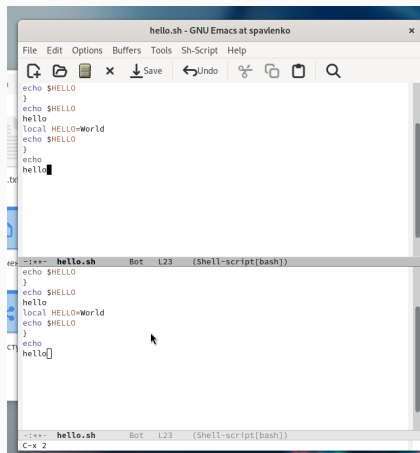 hello.sh - GNU Emacs at spavlenko
File Edit Options Buffers Tools Sh-Script Help
Save Undo
echo $HELLO
}
echo $HELLO
hello
local HELLO=World
echo $HELLO
}
echo
hello
-:**- hello.sh Bot L23 (Shell-script[bash])
echo $HELLO
}
echo $HELLO
hello
local HELLO=World
echo $HELLO
}
echo
hello
-:**- hello.sh Bot L23 (Shell-script[bash])
C-x 2